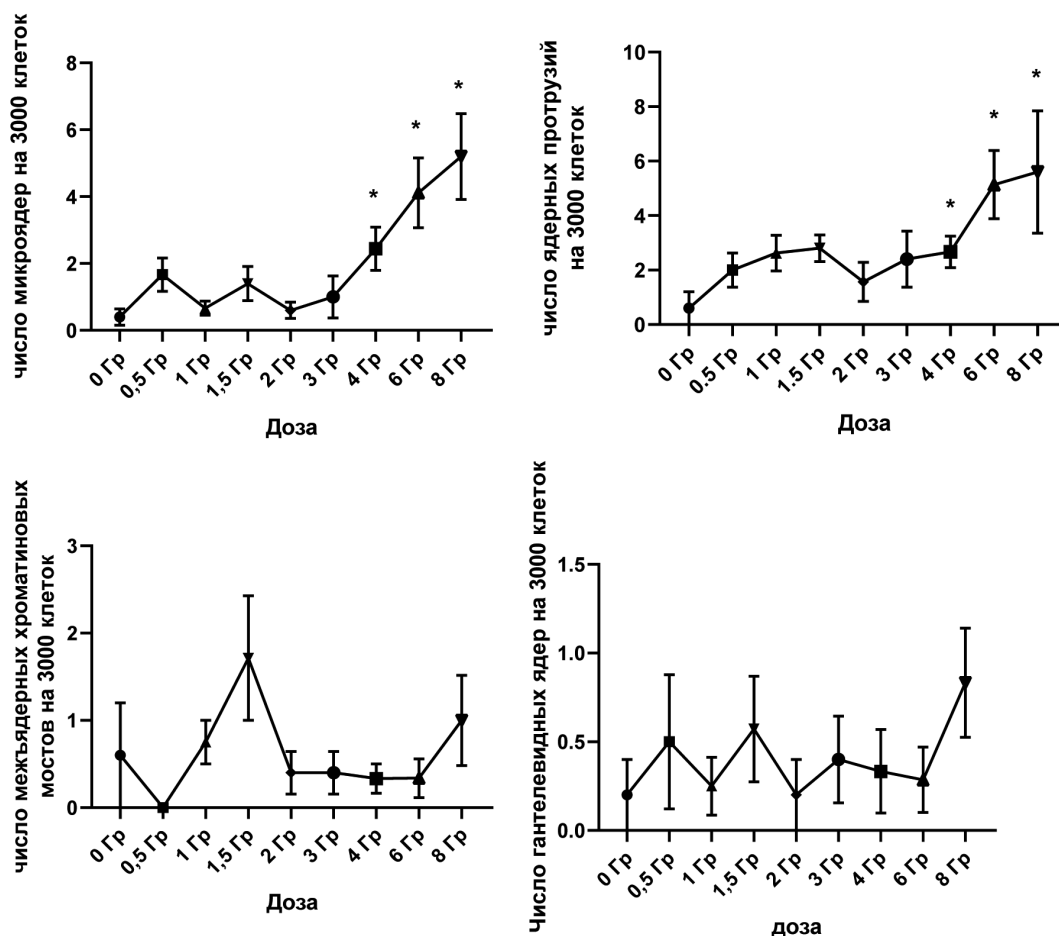 число микроядер на 3000 клеток
8
6
4
2
0
*
*
*
0 Гр
0,5 Гр
1 Гр
1,5 Гр
2 Гр
3 Гр
4 Гр
6 Гр
8 Гр
Доза
число ядерных протрузий
на 3000 клеток
10
8
6
4
2
0
*
*
*
0 Гр
0.5 Гр
1 Гр
1.5 Гр
2 Гр
3 Гр
4 Гр
6 Гр
8 Гр
Доза
число межъядерных хроматиновых
мостов на 3000 клеток
3
2
1
0
0 Гр
0,5 Гр
1 Гр
1,5 Гр
2 Гр
3 Гр
4 Гр
6 Гр
8 Гр
Доза
Число гантелевидных ядер на 3000 клеток
1.5
1.0
0.5
0.0
0 Гр
0,5 Гр
1 Гр
1,5 Гр
2 Гр
3 Гр
4 Гр
6 Гр
8 Гр
доза